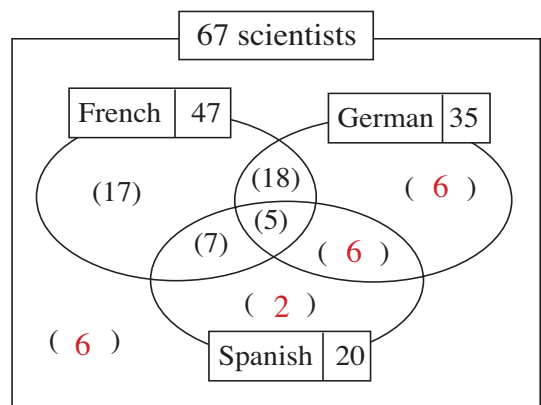 67 scientists
French 47
German 35
(17)
(18)
( 6 )
(5)
(7)
( 6 )
( 2 )
( 6 )
Spanish 20